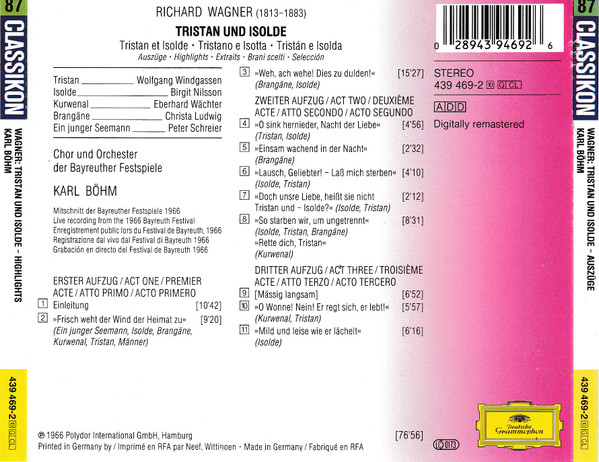 87
CLASSIKON
WAGNER: TRISTAN UND ISOLDE – HIGHLIGHTS
KARL BÖHM
439 469-2
RICHARD WAGNER (1813–1883)
TRISTAN UND ISOLDE
Tristan et Isolde · Tristano e Isotta · Tristán e Isolda
Auszüge · Highlights · Extraits · Brani scelti · Selección
Tristan Wolfgang Windgassen
Isolde Birgit Nilsson
Kurwenal Eberhard Wächter
Brangäne Christa Ludwig
Ein junger Seemann Peter Schreier
Chor und Orchester
der Bayreuther Festspiele
KARL BÖHM
Mitschnitt der Bayreuther Festspiele 1966
Live recording from the 1966 Bayreuth Festival
Enregistrement public lors du Festival de Bayreuth, 1966
Registrazione dal vivo dal Festival di Bayreuth 1966
Grabación en directo del Festival de Bayreuth 1966
ERSTER AUFZUG / ACT ONE / PREMIER
ACTE / ATTO PRIMO / ACTO PRIMERO
1 Einleitung [10'42]
2 »Frisch weht der Wind der Heimat zu« [9'20]
(Ein junger Seemann, Isolde, Brangäne,
Kurwenal, Tristan, Männer)
3 »Weh, ach wehe! Dies zu dulden!« [15'27]
(Brangäne, Isolde)
ZWEITER AUFZUG / ACT TWO / DEUXIÈME
ACTE / ATTO SECONDO / ACTO SEGUNDO
4 »O sink hernieder, Nacht der Liebe« [4'56]
(Tristan, Isolde)
5 »Einsam wachend in der Nacht« [2'32]
(Brangäne)
6 »Lausch, Geliebter! – Laß mich sterben« [4'10]
(Isolde, Tristan)
7 »Doch unsre Liebe, heißt sie nicht [2'12]
Tristan und – Isolde?« (Isolde, Tristan)
8 »So starben wir, um ungetrennt« [8'31]
(Tristan, Isolde, Brangäne)
»Rette dich, Tristan«
(Kurwenal)
DRITTER AUFZUG / ACT THREE / TROISIÈME
ACTE / ATTO TERZO / ACTO TERCERO
9 [Mässig langsam] [6'52]
10 »O Wonne! Nein! Er regt sich, er lebt!« [5'57]
(Kurwenal, Tristan)
11 »Mild und leise wie er lächelt« [6'16]
(Isolde)
[76'56]
0 28943 94692 6
STEREO
439 469-2 10 G CL
ADD
Digitally remastered
Deutsche
Grammophon
℗ 1966 Polydor International GmbH, Hamburg
Printed in Germany by / Imprimé en RFA par Neef, Wittingen · Made in Germany / Fabriqué en RFA
87
CLASSIKON
WAGNER: TRISTAN UND ISOLDE – AUSZÜGE
KARL BÖHM
439 469-2